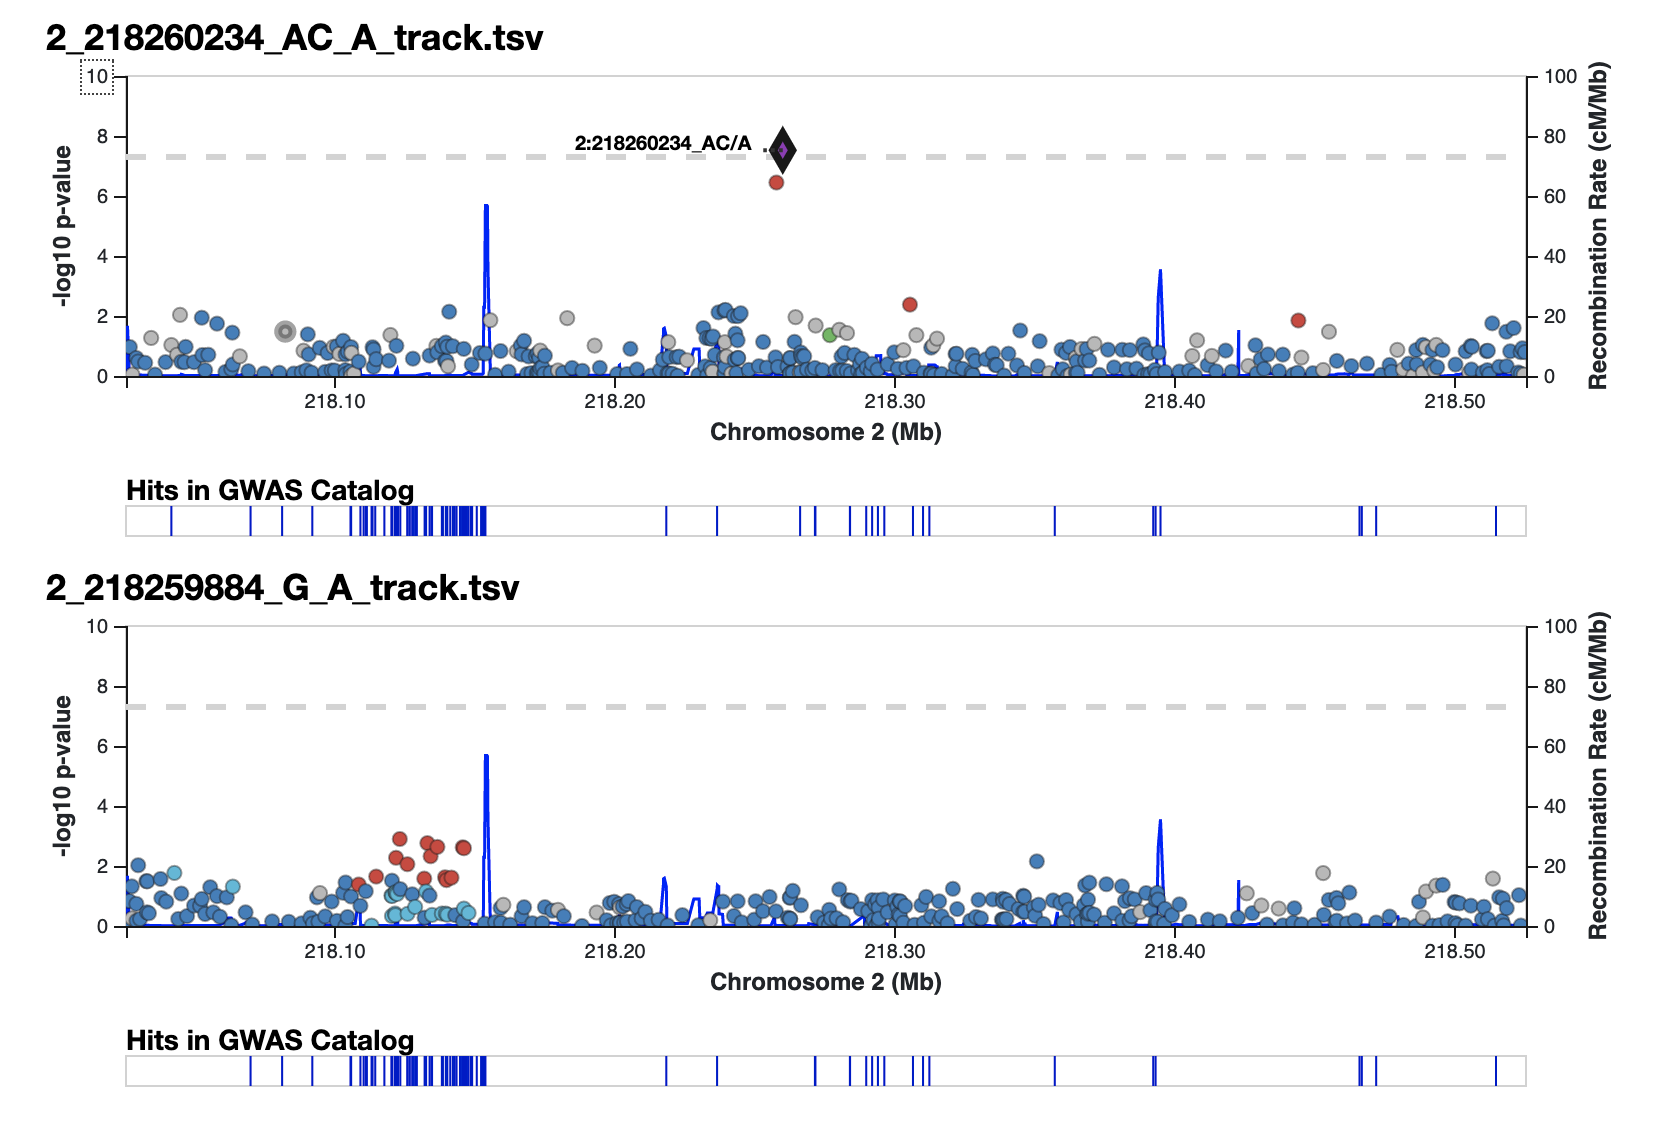 2_218260234_AC_A_track.tsv
10
8
6
4
2
0
-log10 p-value
2:218260234_AC/A
100
80
60
40
20
0
Recombination Rate (cM/Mb)
218.10 218.20 218.30 218.40 218.50
Chromosome 2 (Mb)
Hits in GWAS Catalog
2_218259884_G_A_track.tsv
10
8
6
4
2
0
-log10 p-value
100
80
60
40
20
0
Recombination Rate (cM/Mb)
218.10 218.20 218.30 218.40 218.50
Chromosome 2 (Mb)
Hits in GWAS Catalog